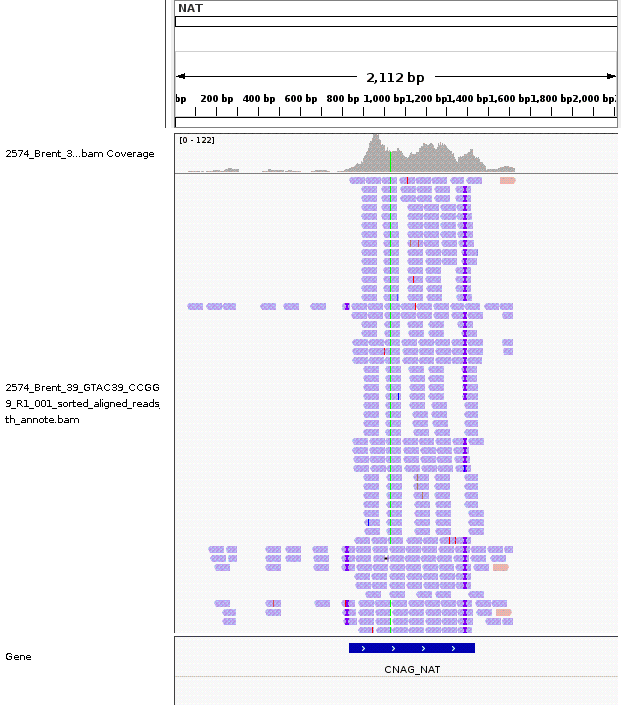 NAT
2,112 bp
bp 200 bp 400 bp 600 bp 800 bp 1,000 bp 1,200 bp 1,400 bp 1,600 bp 1,800 bp 2,000 bp
[0 - 122]
2574_Brent_3...bam Coverage
2574_Brent_39_GTAC39_CCGG
9_R1_001_sorted_aligned_reads_
th_annote.bam
Gene
CNAG_NAT